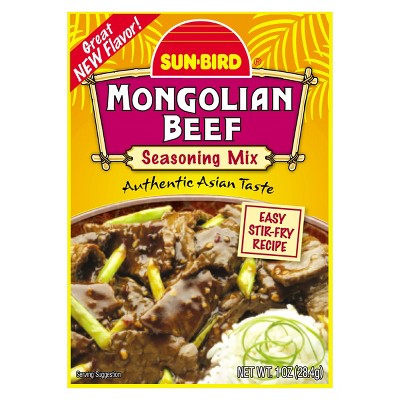 Great
NEW Flavor!
SUN-BIRD®
MONGOLIAN
BEEF
Seasoning Mix
Authentic Asian Taste
EASY
STIR-FRY
RECIPE
Serving Suggestion
NET WT. 1 OZ (28.4g)